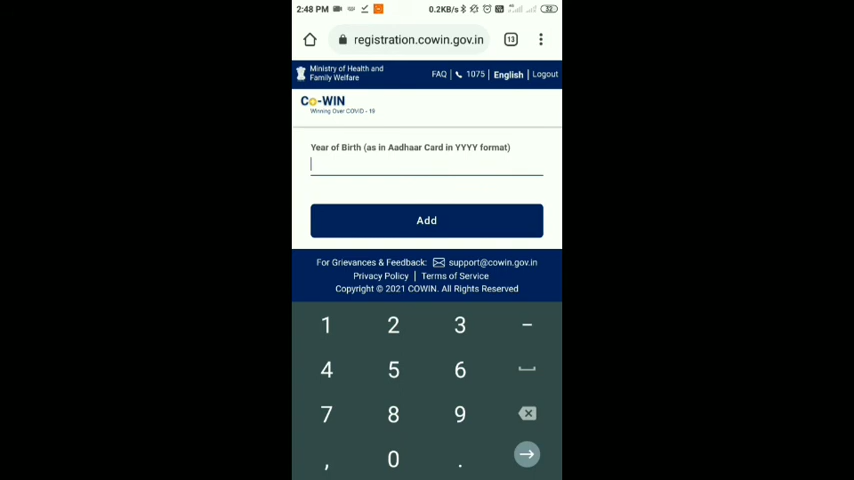 2:48 PM 0.2KB/s 32
registration.cowin.gov.in 13
Ministry of Health and
Family Welfare
FAQ | 1075 | English | Logout
Co-WIN
Winning Over COVID - 19
Year of Birth (as in Aadhaar Card in YYYY format)
Add
For Grievances & Feedback: support@cowin.gov.in
Privacy Policy | Terms of Service
Copyright © 2021 COWIN. All Rights Reserved
1 2 3 –
4 5 6
7 8 9
, 0 .